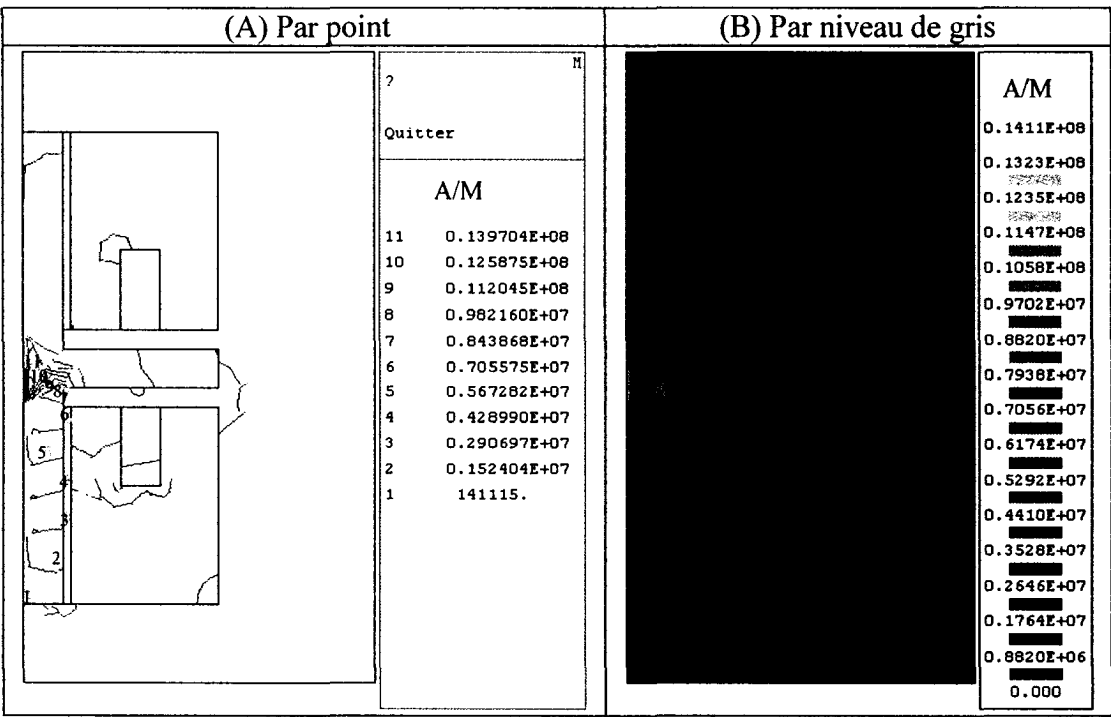 (A) Par point
(B) Par niveau de gris
M
?
Quitter
A/M
11 0.139704E+08
10 0.125875E+08
9 0.112045E+08
8 0.982160E+07
7 0.843868E+07
6 0.705575E+07
5 0.567282E+07
4 0.428990E+07
3 0.290697E+07
2 0.152404E+07
1 141115.
6
5
4
3
2
1
A/M
0.1411E+08
0.1323E+08
0.1235E+08
0.1147E+08
0.1058E+08
0.9702E+07
0.8820E+07
0.7938E+07
0.7056E+07
0.6174E+07
0.5292E+07
0.4410E+07
0.3528E+07
0.2646E+07
0.1764E+07
0.8820E+06
0.000